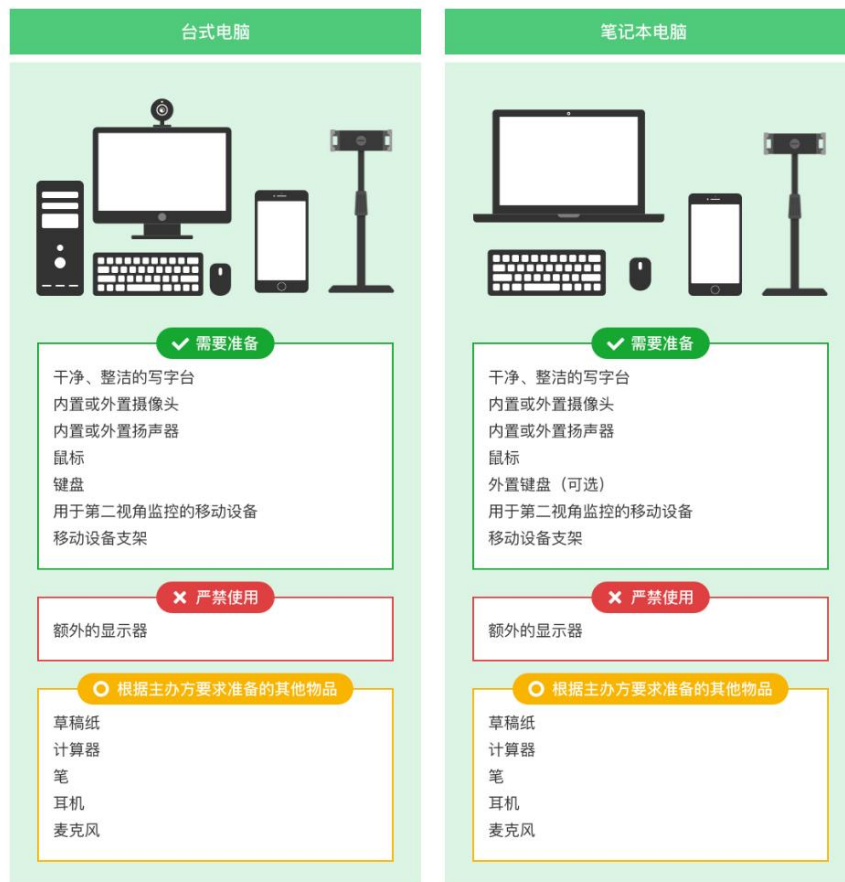 台式电脑
需要准备
干净、整洁的写字台
内置或外置摄像头
内置或外置扬声器
鼠标
键盘
用于第二视角监控的移动设备
移动设备支架
严禁使用
额外的显示器
根据主办方要求准备的其他物品
草稿纸
计算器
笔
耳机
麦克风
笔记本电脑
需要准备
干净、整洁的写字台
内置或外置摄像头
内置或外置扬声器
鼠标
外置键盘（可选）
用于第二视角监控的移动设备
移动设备支架
严禁使用
额外的显示器
根据主办方要求准备的其他物品
草稿纸
计算器
笔
耳机
麦克风